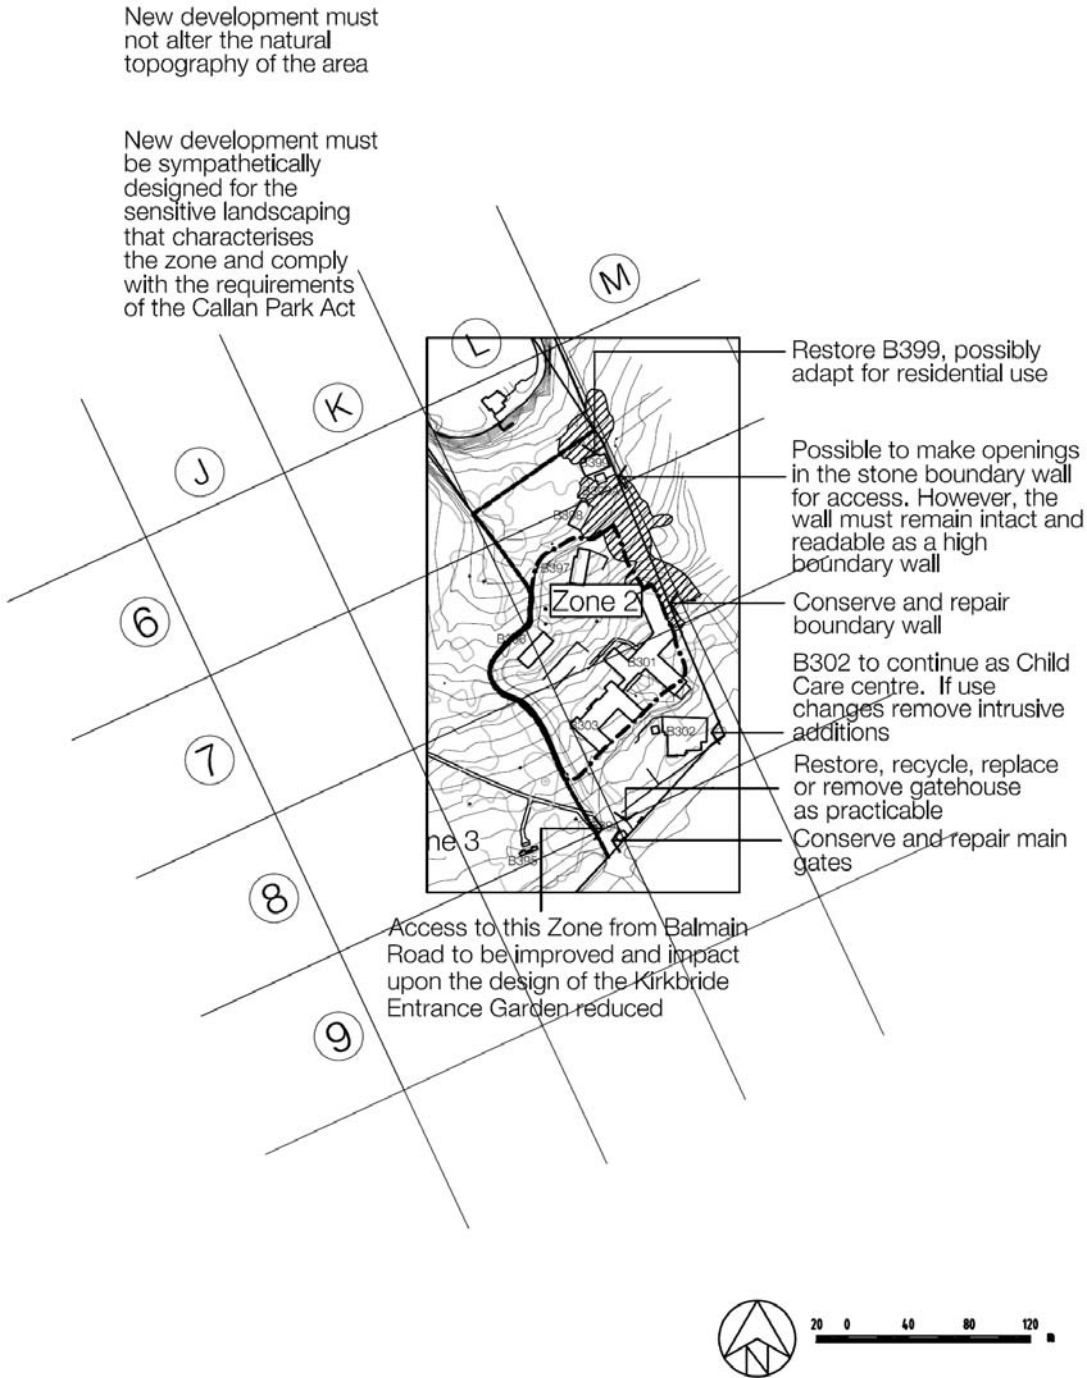 New development must
not alter the natural
topography of the area
New development must
be sympathetically
designed for the
sensitive landscaping
that characterises
the zone and comply
with the requirements
of the Callan Park Act
M
L
K
J
6
7
8
9
Restore B399, possibly
adapt for residential use
Possible to make openings
in the stone boundary wall
for access. However, the
wall must remain intact and
readable as a high
boundary wall
Conserve and repair
boundary wall
B302 to continue as Child
Care centre. If use
changes remove intrusive
additions
Restore, recycle, replace
or remove gatehouse
as practicable
Conserve and repair main
gates
B399
B398
B397
Zone 2
B301
B303
B302
ne 3
B395
Access to this Zone from Balmain
Road to be improved and impact
upon the design of the Kirkbride
Entrance Garden reduced
N
20 0 40 80 120 m